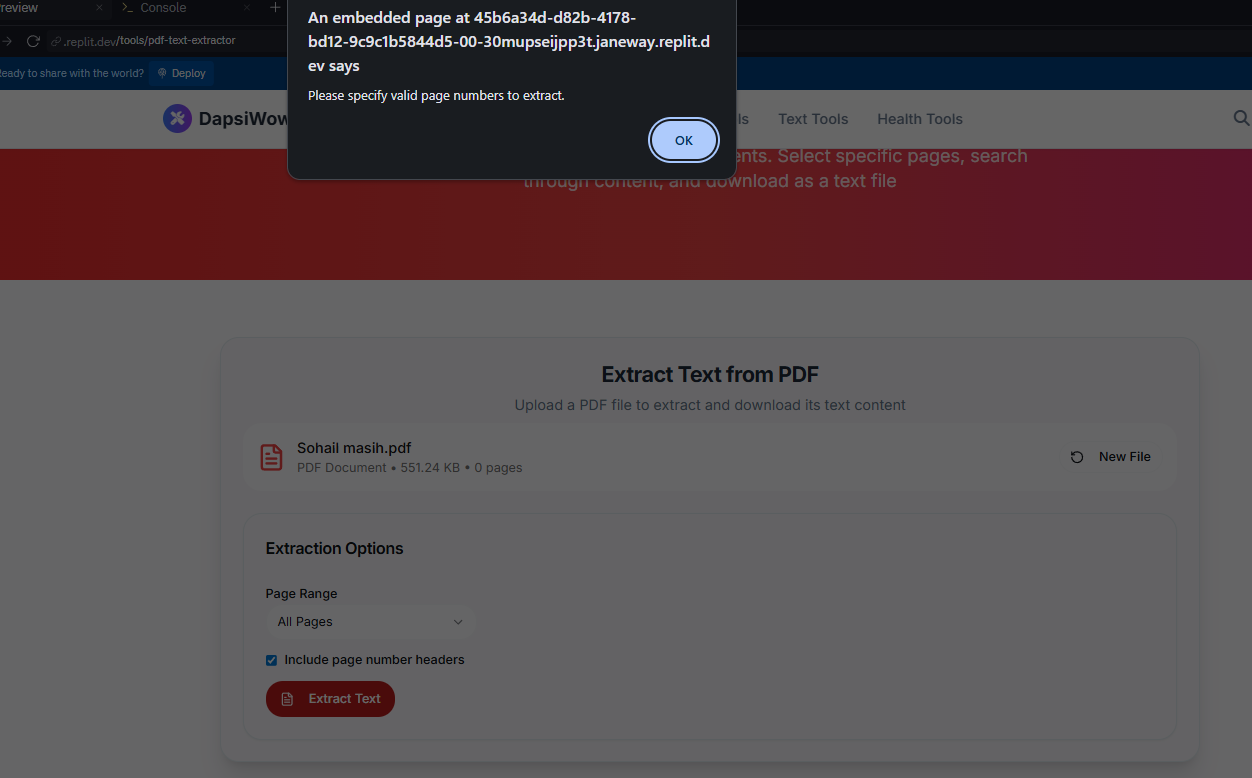 review
Console
.replit.dev/tools/pdf-text-extractor
eady to share with the world?
Deploy
An embedded page at 45b6a34d-d82b-4178-
bd12-9c9c1b5844d5-00-30mupseijpp3t.janeway.replit.d
ev says
Please specify valid page numbers to extract.
OK
DapsiWow
ls
Text Tools
Health Tools
ents. Select specific pages, search
through content, and download as a text file
Extract Text from PDF
Upload a PDF file to extract and download its text content
Sohail masih.pdf
PDF Document • 551.24 KB • 0 pages
New File
Extraction Options
Page Range
All Pages
Include page number headers
Extract Text